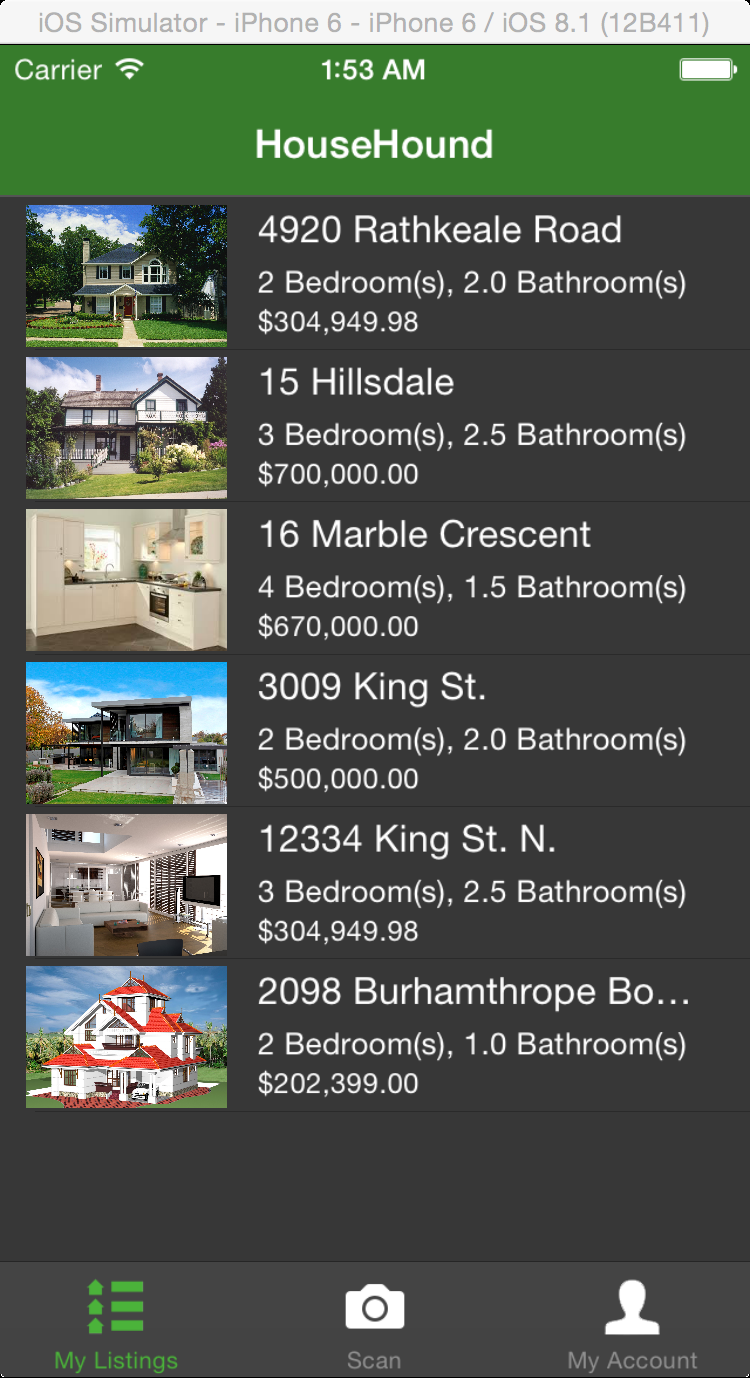 iOS Simulator - iPhone 6 - iPhone 6 / iOS 8.1 (12B411)
Carrier 1:53 AM
HouseHound
4920 Rathkeale Road
2 Bedroom(s), 2.0 Bathroom(s)
$304,949.98
15 Hillsdale
3 Bedroom(s), 2.5 Bathroom(s)
$700,000.00
16 Marble Crescent
4 Bedroom(s), 1.5 Bathroom(s)
$670,000.00
3009 King St.
2 Bedroom(s), 2.0 Bathroom(s)
$500,000.00
12334 King St. N.
3 Bedroom(s), 2.5 Bathroom(s)
$304,949.98
2098 Burhamthrope Bo…
2 Bedroom(s), 1.0 Bathroom(s)
$202,399.00
My Listings Scan My Account